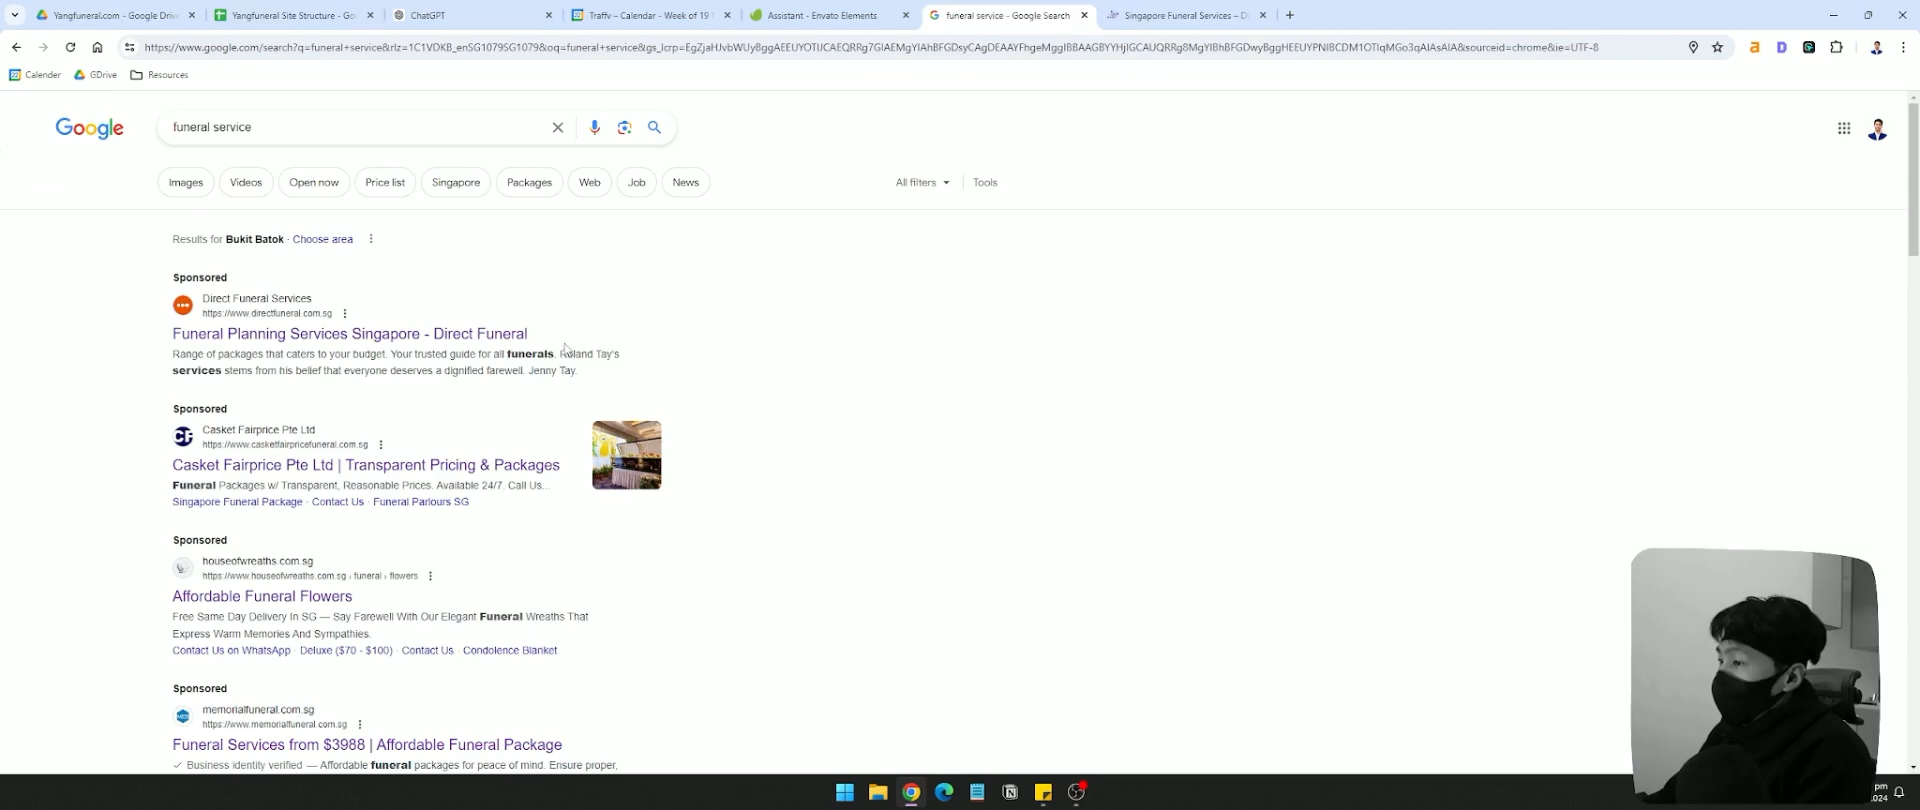 Yangfuneral.com - Google Drive
Yangfuneral Site Structure - Go
ChatGPT
Traffv – Calendar - Week of 19
Assistant - Envato Elements
funeral service - Google Search
Singapore Funeral Services – D
Calender
GDrive
Resources
Google
funeral service
Images
Videos
Open now
Price list
Singapore
Packages
Web
Job
News
All filters
Tools
Results for Bukit Batok · Choose area
Sponsored
Direct Funeral Services
https://www.directfuneral.com.sg
Funeral Planning Services Singapore - Direct Funeral
Range of packages that caters to your budget. Your trusted guide for all funerals. Roland Tay's
services stems from his belief that everyone deserves a dignified farewell. Jenny Tay.
Sponsored
CF
Casket Fairprice Pte Ltd
https://www.casketfairpricefuneral.com.sg
Casket Fairprice Pte Ltd | Transparent Pricing & Packages
Funeral Packages w/ Transparent, Reasonable Prices. Available 24/7. Call Us...
Singapore Funeral Package · Contact Us · Funeral Parlours SG
Sponsored
houseofwreaths.com.sg
https://www.houseofwreaths.com.sg › funeral › flowers
Affordable Funeral Flowers
Free Same Day Delivery In SG — Say Farewell With Our Elegant Funeral Wreaths That
Express Warm Memories And Sympathies.
Contact Us on WhatsApp · Deluxe ($70 - $100) · Contact Us · Condolence Blanket
Sponsored
memorialfuneral.com.sg
https://www.memorialfuneral.com.sg
Funeral Services from $3988 | Affordable Funeral Package
Business identity verified — Affordable funeral packages for peace of mind. Ensure proper,
pm
2024